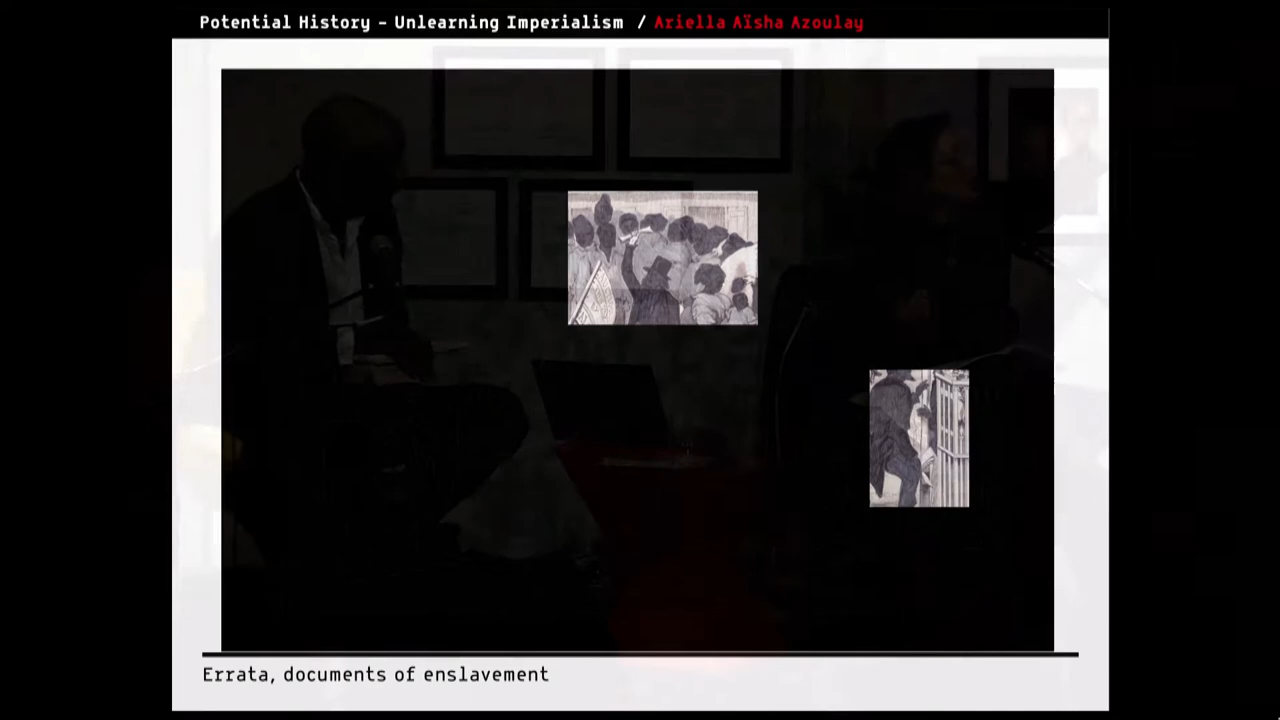 Potential History - Unlearning Imperialism / Ariella Aïsha Azoulay
Errata, documents of enslavement